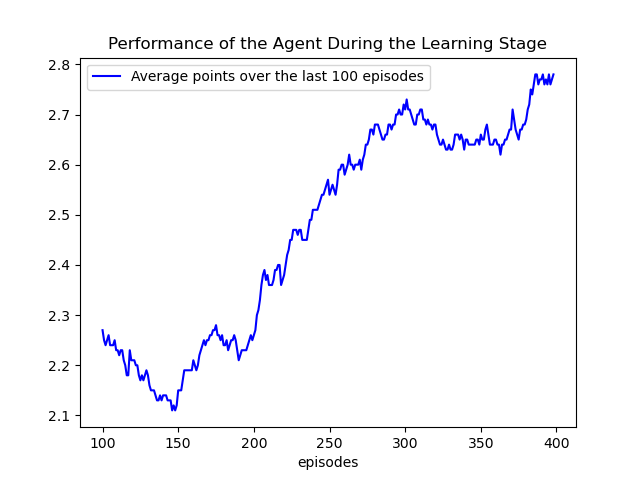 Performance of the Agent During the Learning Stage
Average points over the last 100 episodes
2.8
2.7
2.6
2.5
2.4
2.3
2.2
2.1
100 150 200 250 300 350 400
episodes